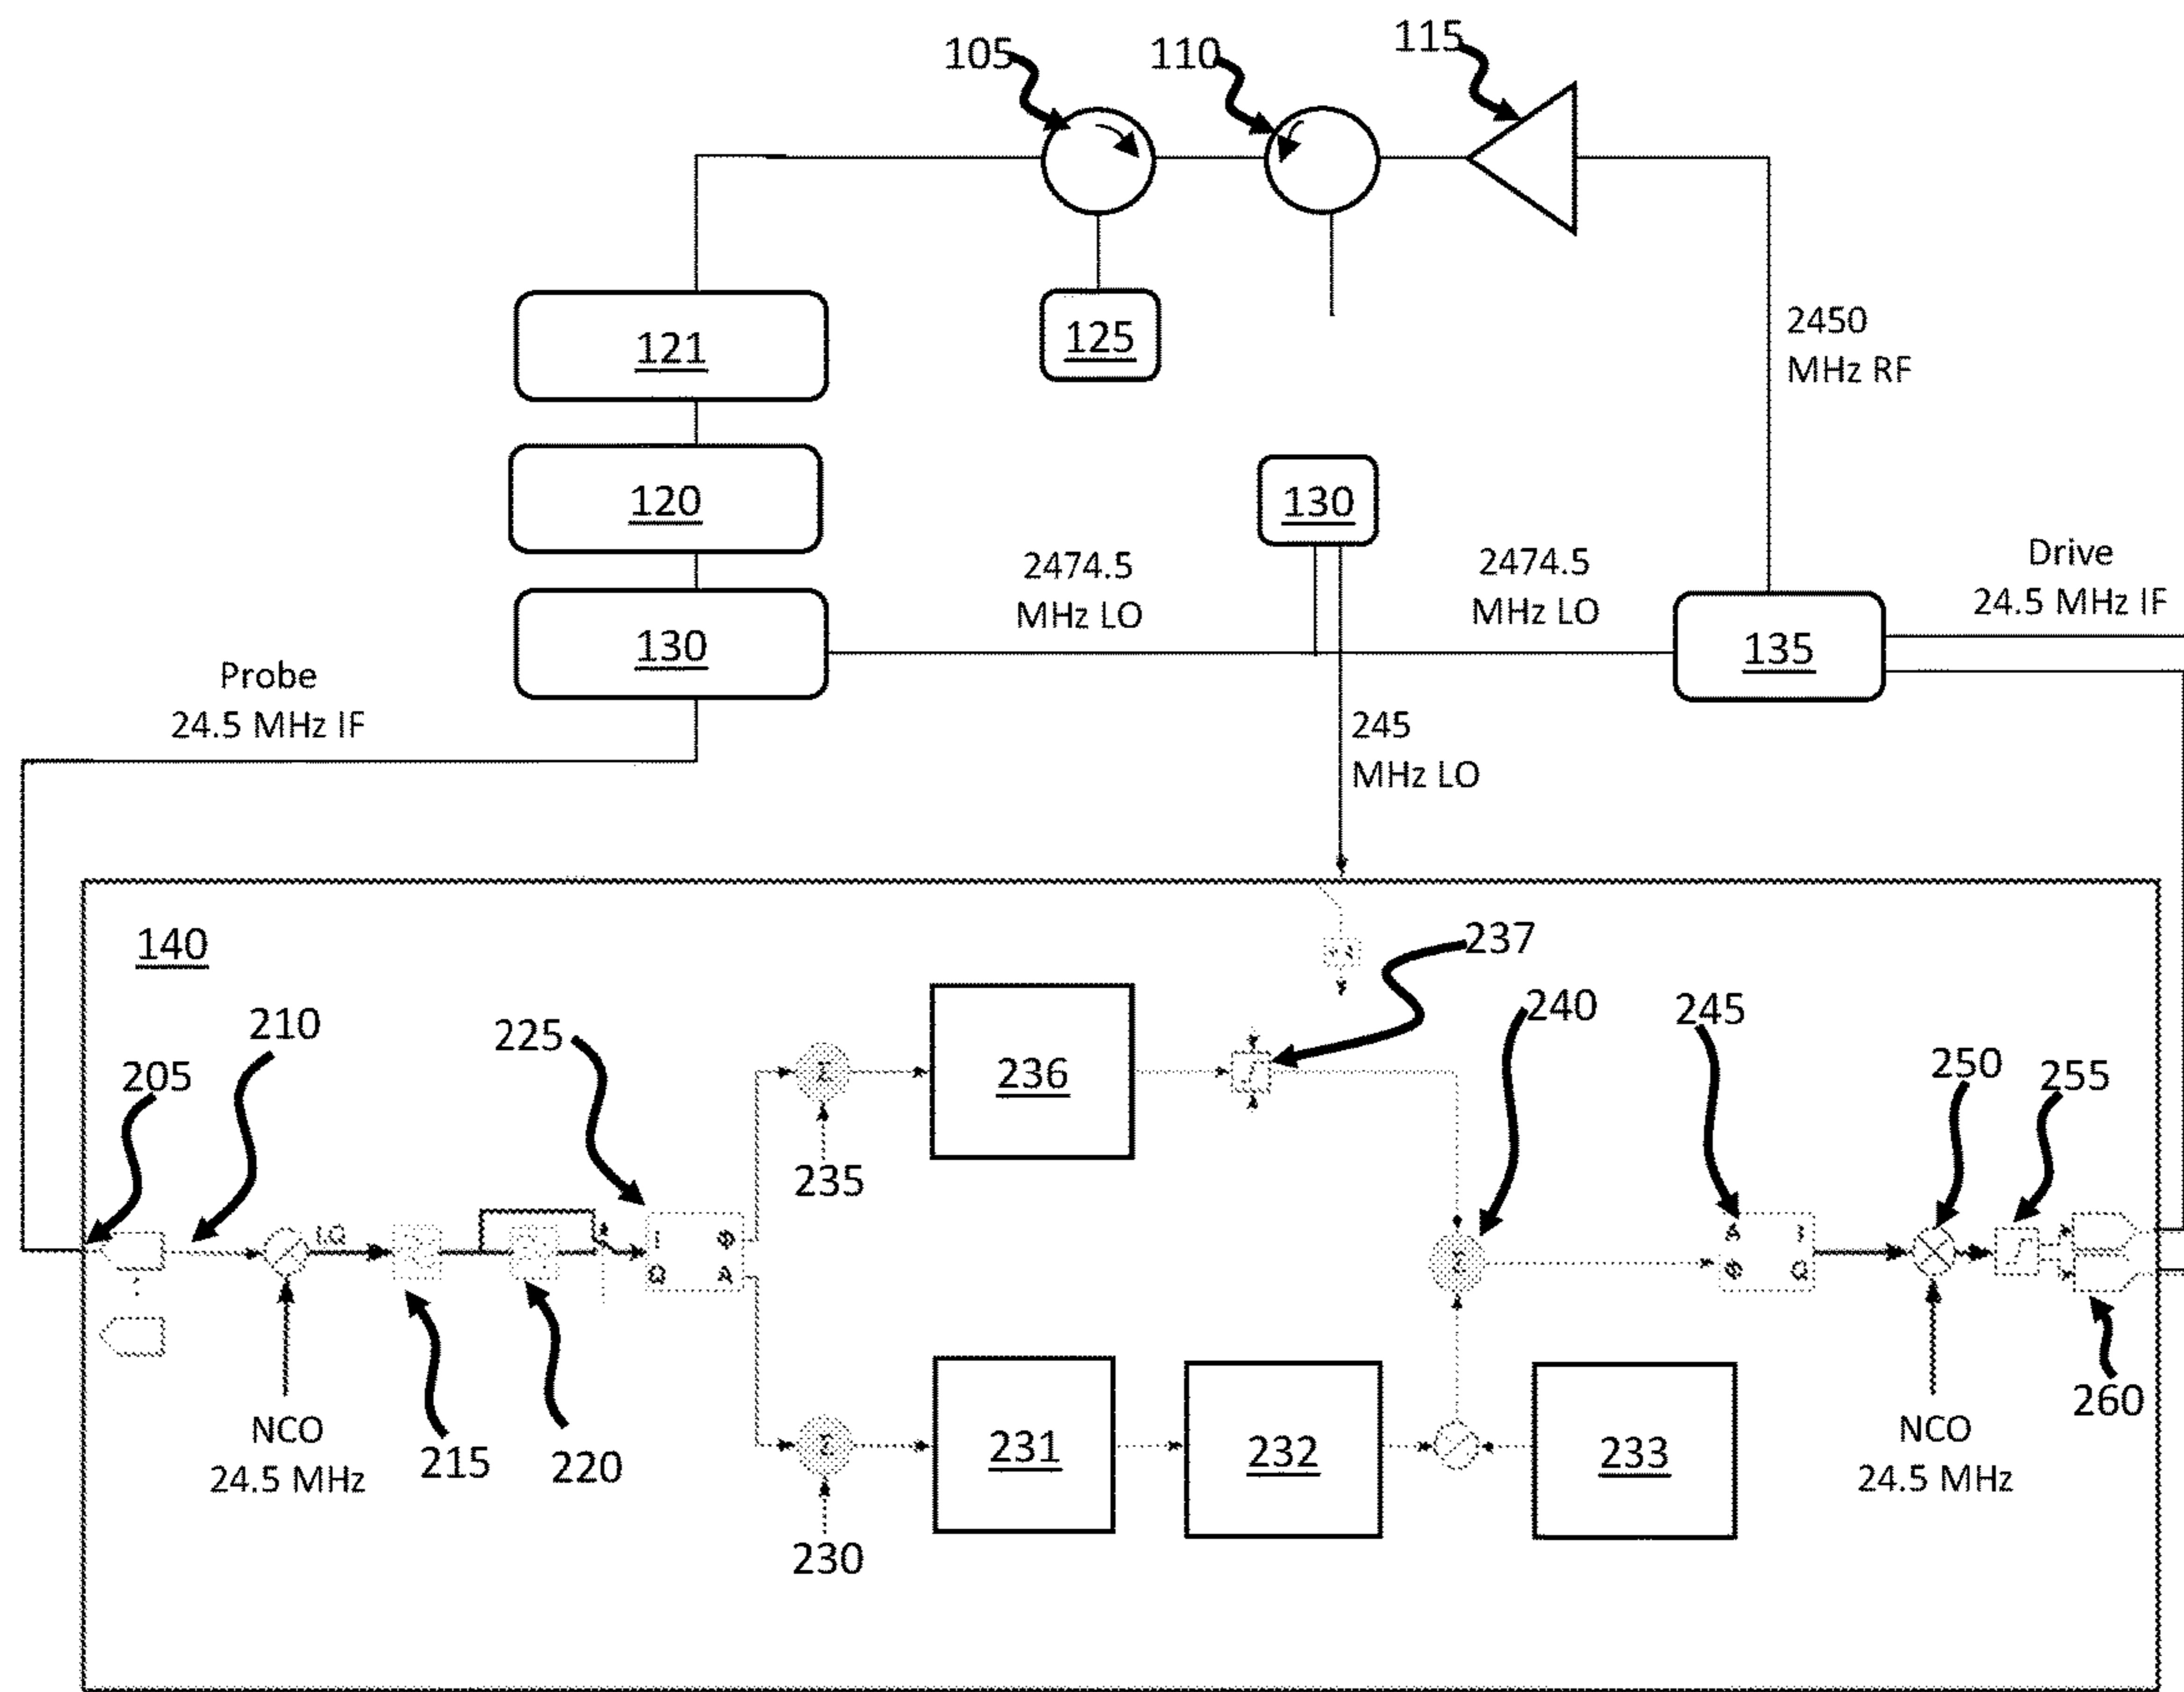 105
110
115
121
125
2450
MHz RF
120
130
2474.5
MHz LO
2474.5
MHz LO
Drive
24.5 MHz IF
130
135
Probe
24.5 MHz IF
245
MHz LO
140
237
210
225
236
240
245
205
250
255
Σ
235
I,Q
I
Φ
Q
A
Σ
A
I
Φ
Q
NCO
24.5 MHz
215
220
Σ
231
232
233
NCO
24.5 MHz
260
230